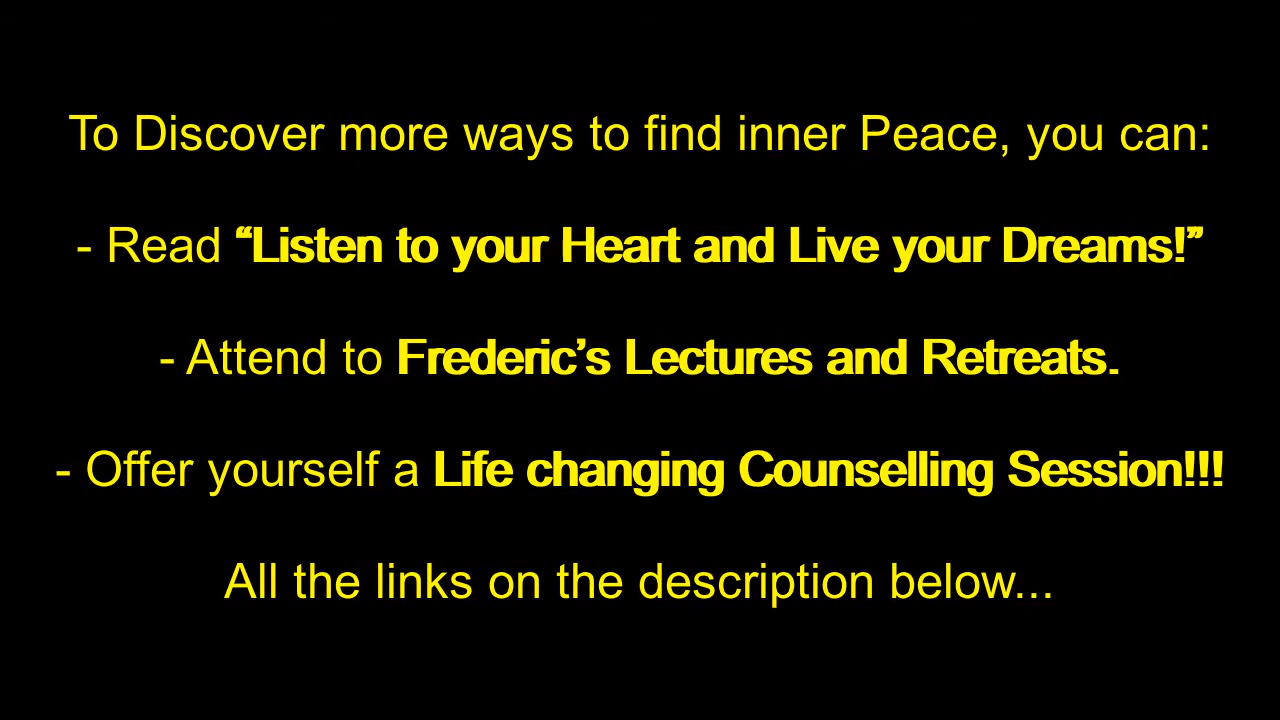 To Discover more ways to find inner Peace, you can:
- Read “Listen to your Heart and Live your Dreams!”
- Attend to Frederic’s Lectures and Retreats.
- Offer yourself a Life changing Counselling Session!!!
All the links on the description below...